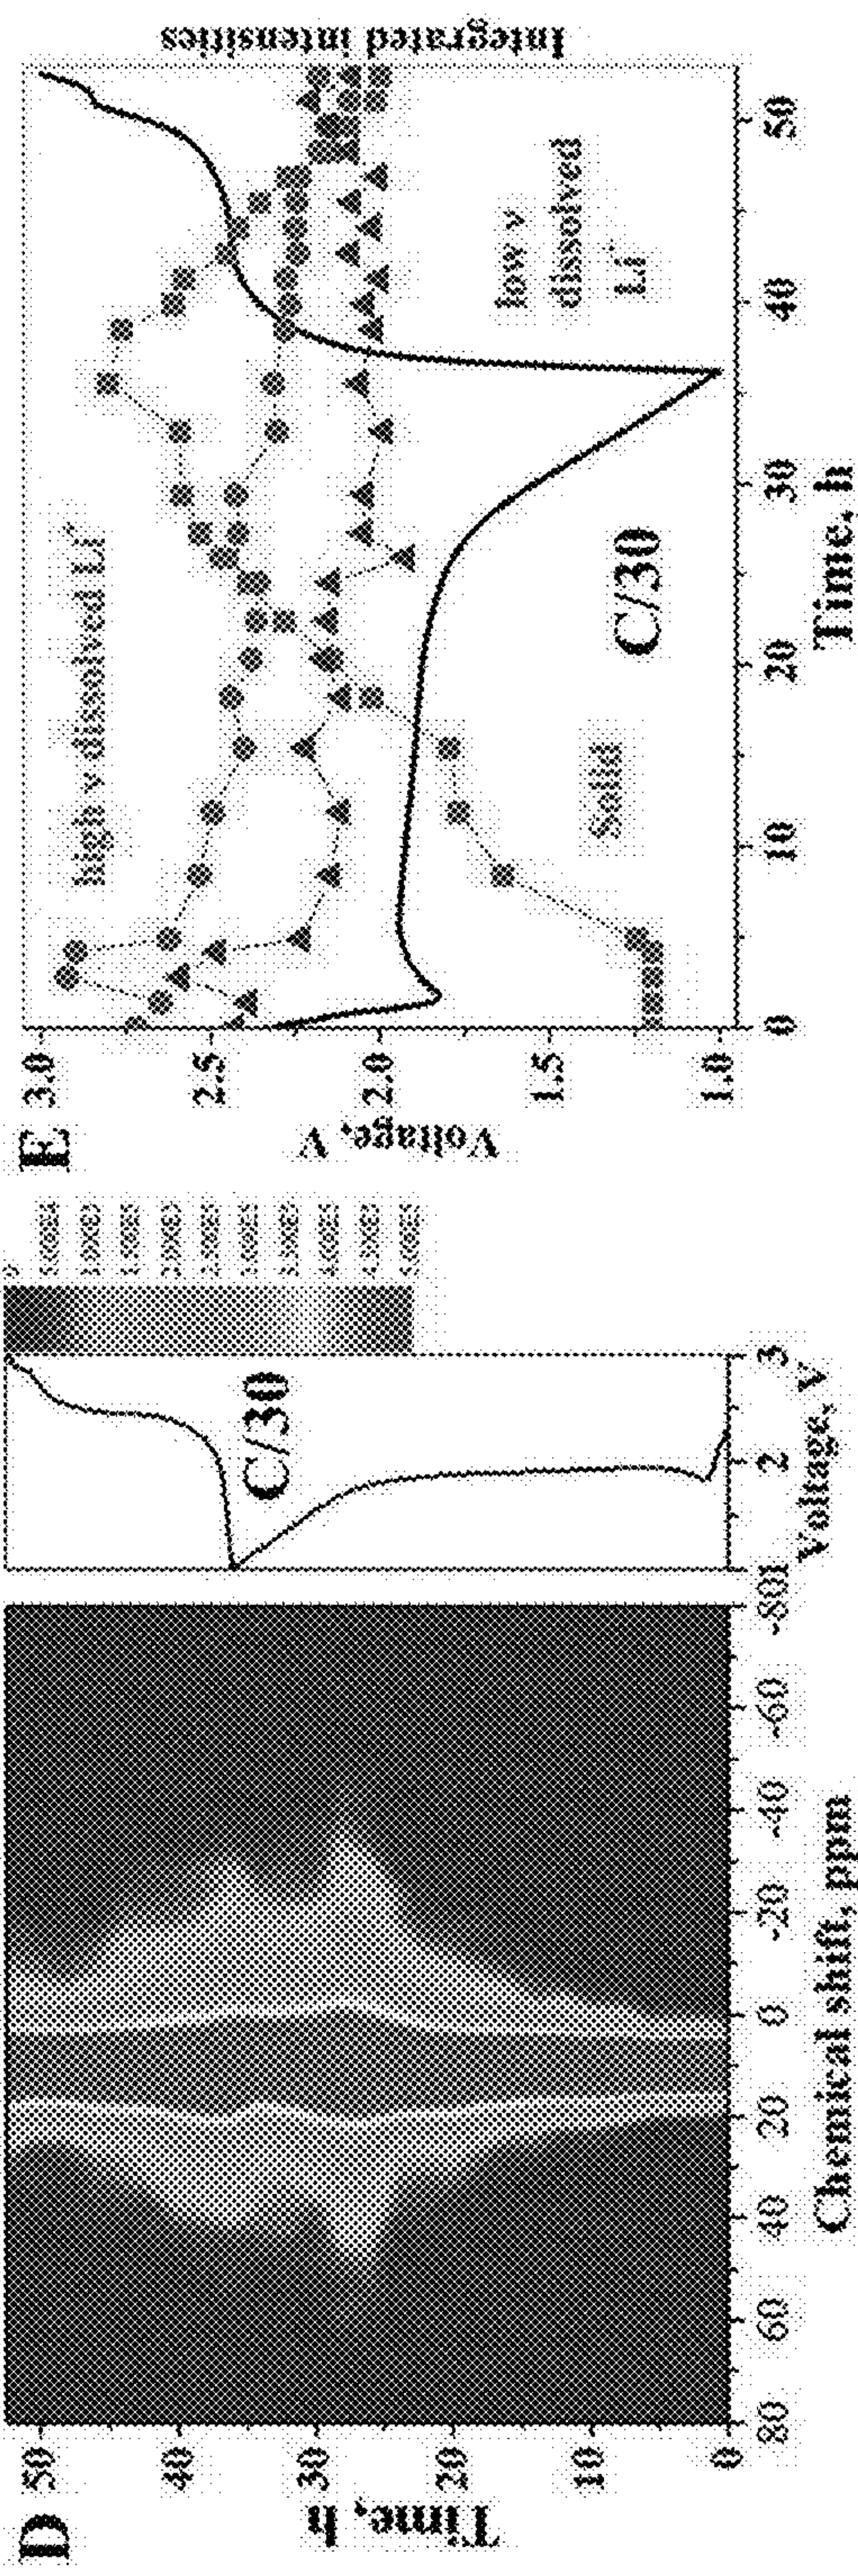 D
50
40
30
20
10
0
Time, h
80
60
40
20
0
-20
-40
-60
-80
Chemical shift, ppm
C/30
1
2
3
Voltage, V
0
E
3.0
2.5
2.0
1.5
1.0
Voltage, V
high v dissolved Li+
Solid
C/30
low v
dissolved
Li+
0
10
20
30
40
50
Time, h
Integrated intensities